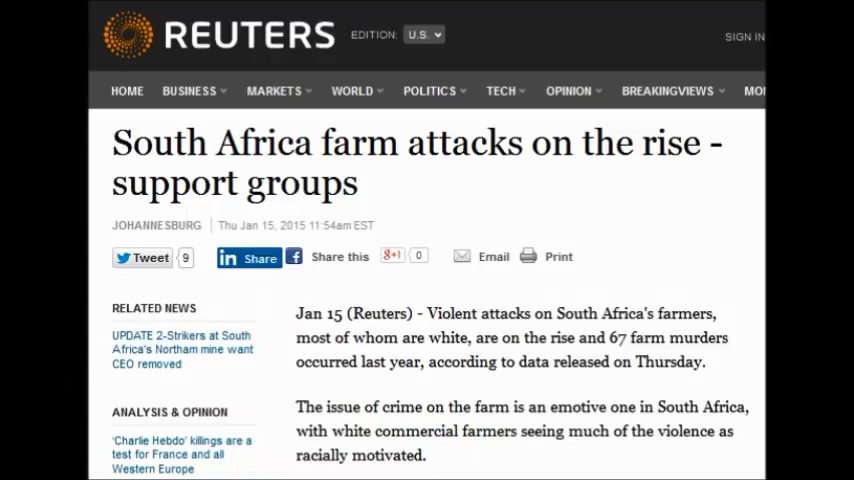 REUTERS EDITION: U.S. SIGN IN
HOME BUSINESS MARKETS WORLD POLITICS TECH OPINION BREAKINGVIEWS MO
South Africa farm attacks on the rise -
support groups
JOHANNESBURG Thu Jan 15, 2015 11:54am EST
Tweet 9 in Share f Share this g+1 0 Email Print
RELATED NEWS
UPDATE 2-Strikers at South
Africa's Northam mine want
CEO removed
ANALYSIS & OPINION
'Charlie Hebdo' killings are a
test for France and all
Western Europe
Jan 15 (Reuters) - Violent attacks on South Africa's farmers,
most of whom are white, are on the rise and 67 farm murders
occurred last year, according to data released on Thursday.
The issue of crime on the farm is an emotive one in South Africa,
with white commercial farmers seeing much of the violence as
racially motivated.